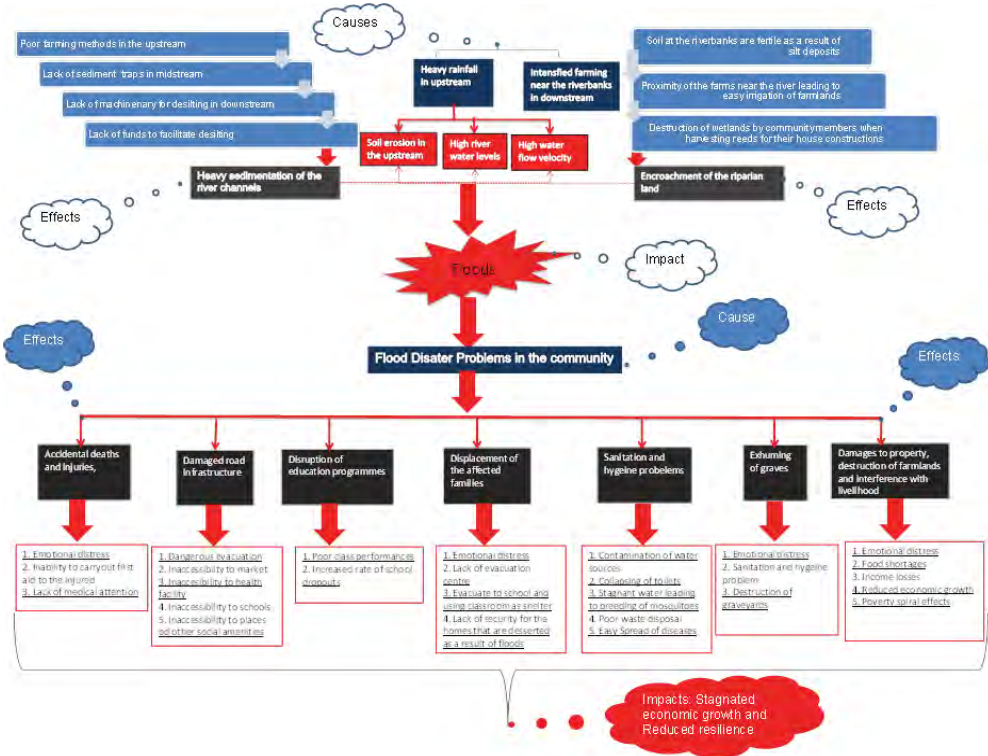 Causes
Poor farming methods in the upstream
Lack of sediment traps in midstream
Lack of machinenary for desilting in downstream
Lack of funds to facilitate desilting
Heavy rainfall
in upstream
Intensfied farming
near the riverbanks
in downstream
Soil at the riverbanks are fertile as a result of
silt deposits
Proximity of the farms near the river leading to
easy irrigation of farmlands
Destruction of wetlands by community members, when
harvesting reeds for their house constructions
Soil erosion in
the upstream
High river
water levels
High water
flow velocity
Heavy sedimentation of the
river channels
Encroachment of the riparian
land
Effects
Effects
Floods
Impact
Cause
Flood Disater Problems in the community
Effects
Effects
Accidental deaths
and injuries,
Damaged road
infrastructure
Disruption of
education programmes
Displacement of
the affected
families
Sanitation and
hygeine probelems
Exhuming
of graves
Damages to property,
destruction of farmlands
and interference with
livelihood
1. Emotional distress
2. Inability to carry out first
aid to the injured
3. Lack of medical attention
1. Dangerous evacuation
2. Inaccessibility to market
3. Inaccessibility to health
facility
4. Inaccessibility to schools
5. Inaccessibility to places
od other social amenities
1. Poor class performances
2. Increased rate of school
dropouts
1. Emotional distress
2. Lack of evacuation
centre
3. Evacuate to school and
using classroom as shelter
4. Lack of security for the
homes that are desserted
as a result of floods
1. Contamination of water
sources
2. Collapsing of toilets
3. Stagnant water leading
to breeding of mosquitoes
4. Poor waste disposal
5. Easy Spread of diseases
1. Emotional distress
2. Sanitation and hygeine
problem
3. Destruction of
graveyards
1. Emotional distress
2. Food shortages
3. Income losses
4. Reduced economic growth
5. Poverty spiral effects
Impacts: Stagnated
economic growth and
Reduced resilience